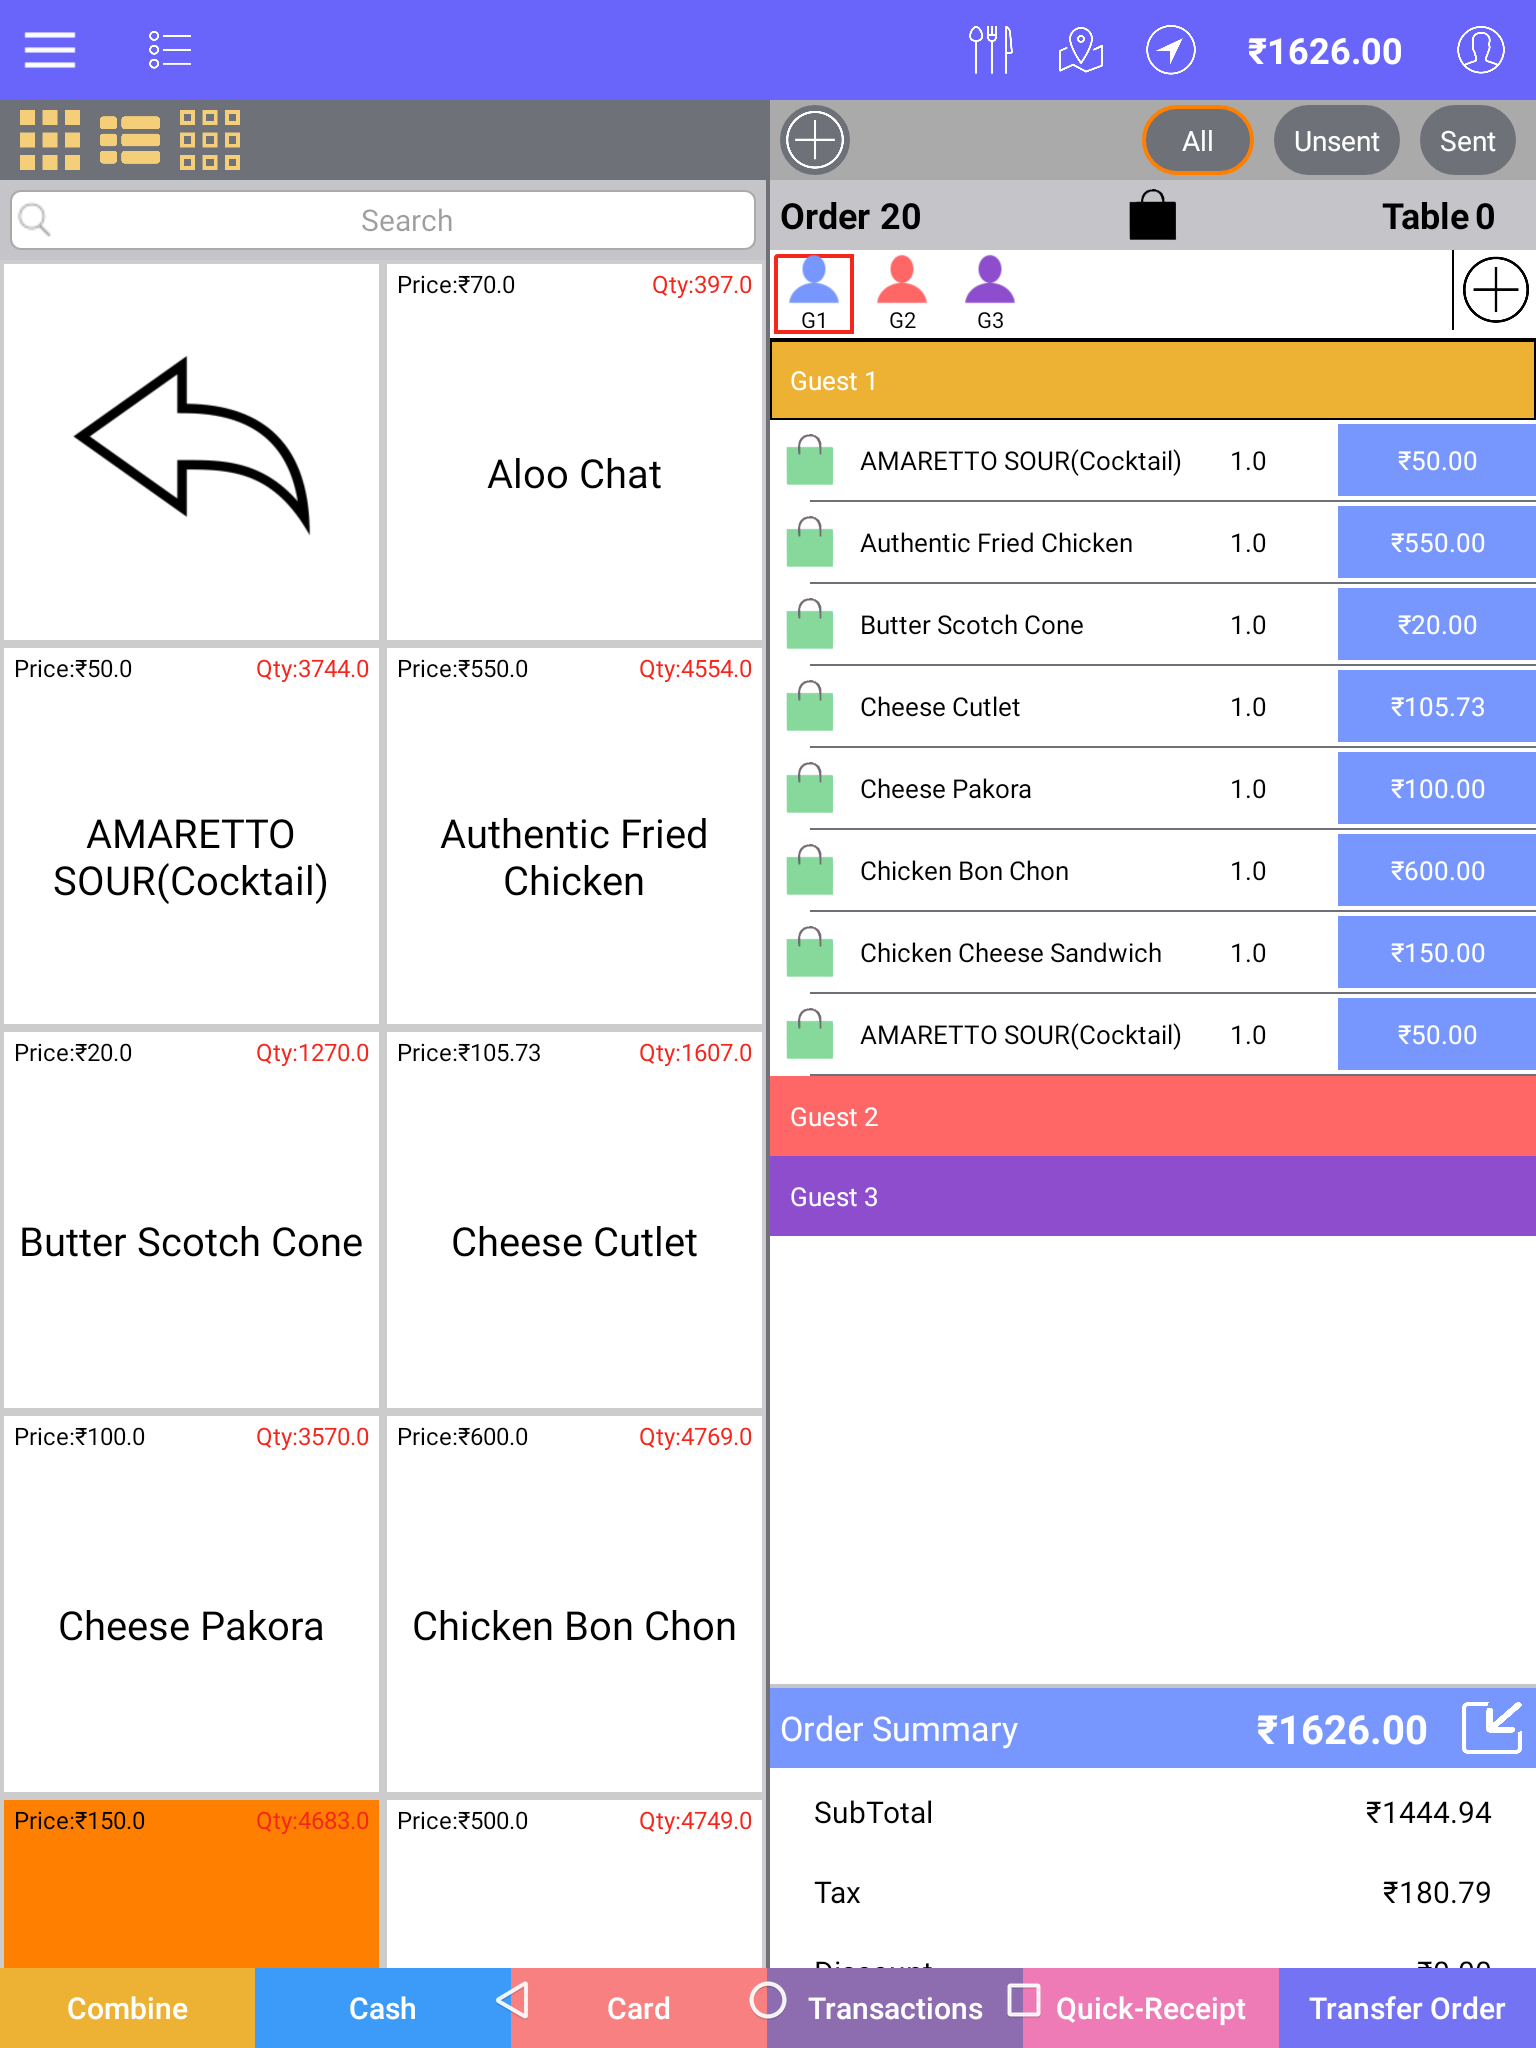 ₹1626.00
All
Unsent
Sent
Search
Order 20
Table 0
G1
G2
G3
Price:₹70.0 Qty:397.0
Aloo Chat
Price:₹50.0 Qty:3744.0
AMARETTO
SOUR(Cocktail)
Price:₹550.0 Qty:4554.0
Authentic Fried
Chicken
Price:₹20.0 Qty:1270.0
Butter Scotch Cone
Price:₹105.73 Qty:1607.0
Cheese Cutlet
Price:₹100.0 Qty:3570.0
Cheese Pakora
Price:₹600.0 Qty:4769.0
Chicken Bon Chon
Price:₹150.0 Qty:4683.0
Price:₹500.0 Qty:4749.0
Guest 1
AMARETTO SOUR(Cocktail) 1.0 ₹50.00
Authentic Fried Chicken 1.0 ₹550.00
Butter Scotch Cone 1.0 ₹20.00
Cheese Cutlet 1.0 ₹105.73
Cheese Pakora 1.0 ₹100.00
Chicken Bon Chon 1.0 ₹600.00
Chicken Cheese Sandwich 1.0 ₹150.00
AMARETTO SOUR(Cocktail) 1.0 ₹50.00
Guest 2
Guest 3
Order Summary ₹1626.00
SubTotal ₹1444.94
Tax ₹180.79
Combine
Cash
Card
Transactions
Quick-Receipt
Transfer Order